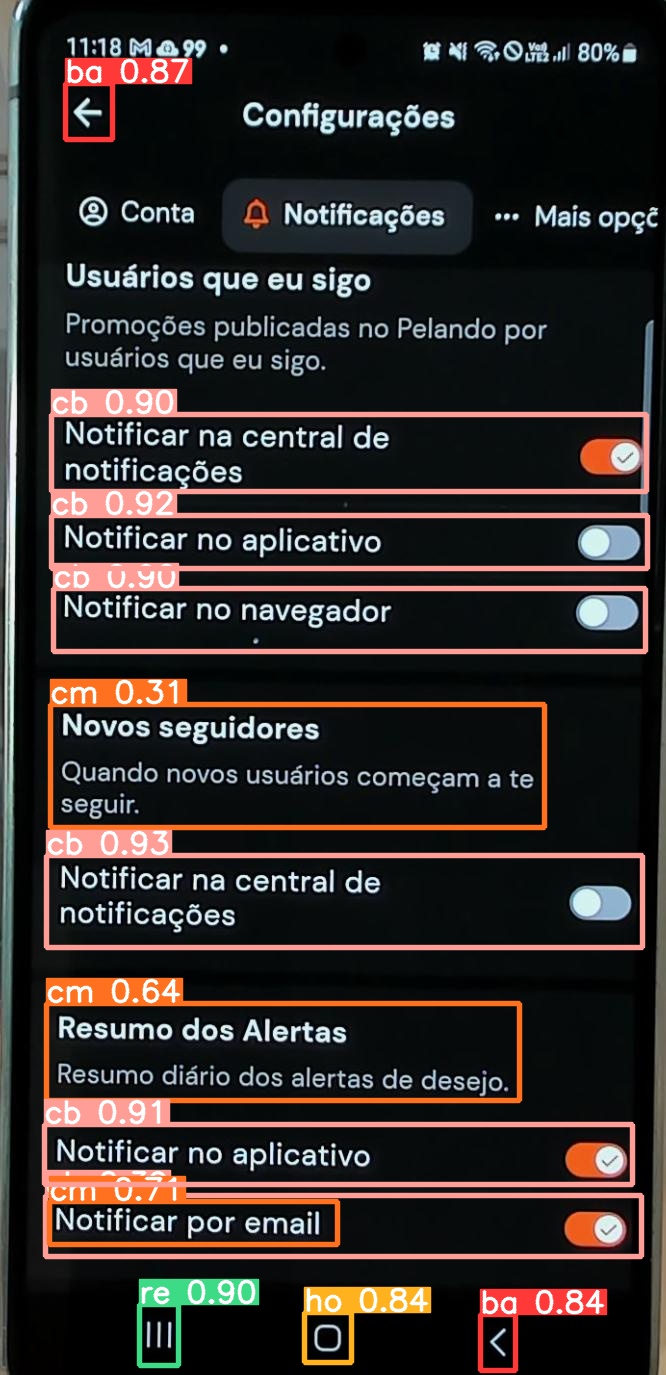 11:18 99 80%
VoD LTE2
ba 0.87
Configurações
Conta Notificações ··· Mais opçõ
Usuários que eu sigo
Promoções publicadas no Pelando por
usuários que eu sigo.
cb 0.90
Notificar na central de
notificações
cb 0.92
Notificar no aplicativo
cb 0.90
Notificar no navegador
cm 0.31
Novos seguidores
Quando novos usuários começam a te
seguir.
cb 0.93
Notificar na central de
notificações
cm 0.64
Resumo dos Alertas
Resumo diário dos alertas de desejo.
cb 0.91
Notificar no aplicativo
cm 0.71
Notificar por email
re 0.90 ho 0.84 ba 0.84